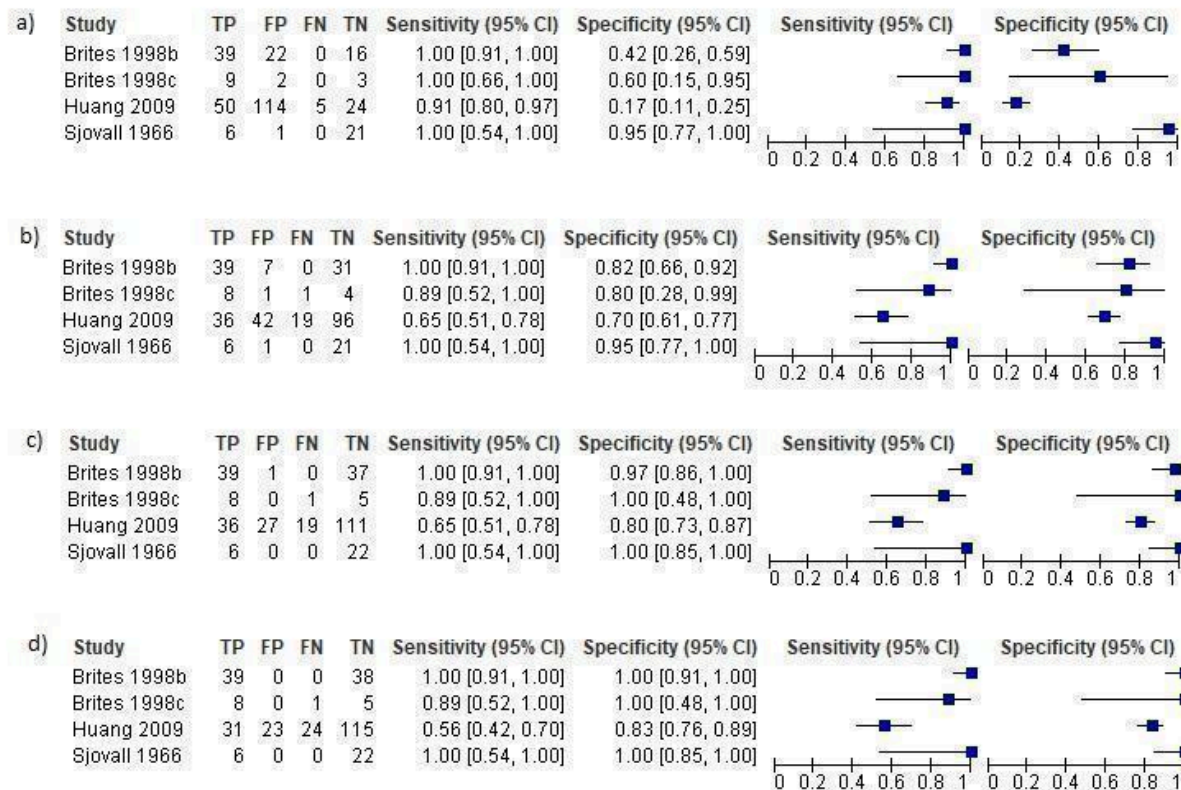 a) Study TP FP FN TN Sensitivity (95% CI) Specificity (95% CI) Sensitivity (95% CI) Specificity (95% CI)
Brites 1998b 39 22 0 16 1.00 [0.91, 1.00] 0.42 [0.26, 0.59]
Brites 1998c 9 2 0 3 1.00 [0.66, 1.00] 0.60 [0.15, 0.95]
Huang 2009 50 114 5 24 0.91 [0.80, 0.97] 0.17 [0.11, 0.25]
Sjovall 1966 6 1 0 21 1.00 [0.54, 1.00] 0.95 [0.77, 1.00]
0 0.2 0.4 0.6 0.8 1 0 0.2 0.4 0.6 0.8 1
b) Study TP FP FN TN Sensitivity (95% CI) Specificity (95% CI) Sensitivity (95% CI) Specificity (95% CI)
Brites 1998b 39 7 0 31 1.00 [0.91, 1.00] 0.82 [0.66, 0.92]
Brites 1998c 8 1 1 4 0.89 [0.52, 1.00] 0.80 [0.28, 0.99]
Huang 2009 36 42 19 96 0.65 [0.51, 0.78] 0.70 [0.61, 0.77]
Sjovall 1966 6 1 0 21 1.00 [0.54, 1.00] 0.95 [0.77, 1.00]
0 0.2 0.4 0.6 0.8 1 0 0.2 0.4 0.6 0.8 1
c) Study TP FP FN TN Sensitivity (95% CI) Specificity (95% CI) Sensitivity (95% CI) Specificity (95% CI)
Brites 1998b 39 1 0 37 1.00 [0.91, 1.00] 0.97 [0.86, 1.00]
Brites 1998c 8 0 1 5 0.89 [0.52, 1.00] 1.00 [0.48, 1.00]
Huang 2009 36 27 19 111 0.65 [0.51, 0.78] 0.80 [0.73, 0.87]
Sjovall 1966 6 0 0 22 1.00 [0.54, 1.00] 1.00 [0.85, 1.00]
0 0.2 0.4 0.6 0.8 1 0 0.2 0.4 0.6 0.8 1
d) Study TP FP FN TN Sensitivity (95% CI) Specificity (95% CI) Sensitivity (95% CI) Specificity (95% CI)
Brites 1998b 39 0 0 38 1.00 [0.91, 1.00] 1.00 [0.91, 1.00]
Brites 1998c 8 0 1 5 0.89 [0.52, 1.00] 1.00 [0.48, 1.00]
Huang 2009 31 23 24 115 0.56 [0.42, 0.70] 0.83 [0.76, 0.89]
Sjovall 1966 6 0 0 22 1.00 [0.54, 1.00] 1.00 [0.85, 1.00]
0 0.2 0.4 0.6 0.8 1 0 0.2 0.4 0.6 0.8 1